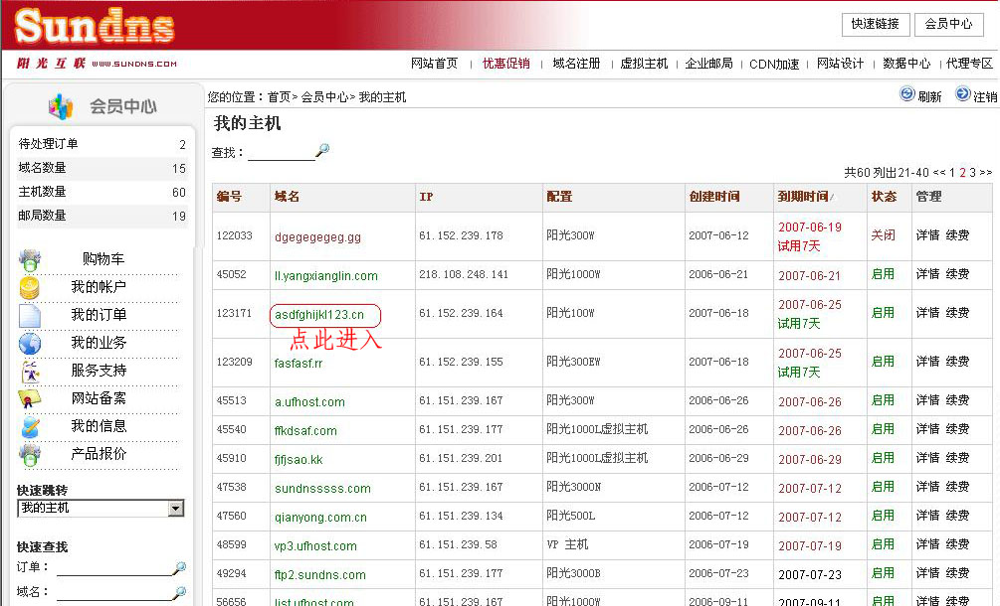 Sundns
快速链接 会员中心
阳光互联 WWW.SUNDNS.COM
网站首页 | 优惠促销 | 域名注册 | 虚拟主机 | 企业邮局 | CDN加速 | 网站设计 | 数据中心 | 代理专区
会员中心
待处理订单 2
域名数量 15
主机数量 60
邮局数量 19
购物车
我的帐户
我的订单
我的业务
服务支持
网站备案
我的信息
产品报价
快速跳转
我的主机
快速查找
订单：
域名：
您的位置：首页> 会员中心> 我的主机 刷新 注销
我的主机
查找：
共60 列出21-40 << 1 2 3 >>
编号 域名 IP 配置 创建时间 到期时间/ 状态 管理
122033 dgegegegeg.gg 61.152.239.178 阳光300W 2007-06-12 2007-06-19 关闭 详情 续费
试用7天
45052 ll.yangxianglin.com 218.108.248.141 阳光1000W 2006-06-21 2007-06-21 启用 详情 续费
123171 asdfghijkl123.cn 61.152.239.164 阳光100W 2007-06-18 2007-06-25 启用 详情 续费
试用7天
点此进入
123209 fasfasf.rr 61.152.239.155 阳光300EW 2007-06-18 2007-06-25 启用 详情 续费
试用7天
45513 a.ufhost.com 61.151.239.167 阳光300W 2006-06-26 2007-06-26 启用 详情 续费
45540 ffkdsaf.com 61.151.239.177 阳光1000L虚拟主机 2006-06-26 2007-06-26 启用 详情 续费
45910 fjfjsao.kk 61.151.239.201 阳光1000L虚拟主机 2006-06-29 2007-06-29 启用 详情 续费
47538 sundnsssss.com 61.151.239.167 阳光3000N 2006-07-12 2007-07-12 启用 详情 续费
47560 qianyong.com.cn 61.151.239.134 阳光500L 2006-07-12 2007-07-12 启用 详情 续费
48599 vp3.ufhost.com 61.151.239.58 VP 主机 2006-07-19 2007-07-19 启用 详情 续费
49294 ftp2.sundns.com 61.151.239.177 阳光3000B 2006-07-23 2007-07-23 启用 详情 续费
56656 list.ufhost.com 61.151.239.167 阳光1000W 2006-09-11 2007-09-11 启用 详情 续费